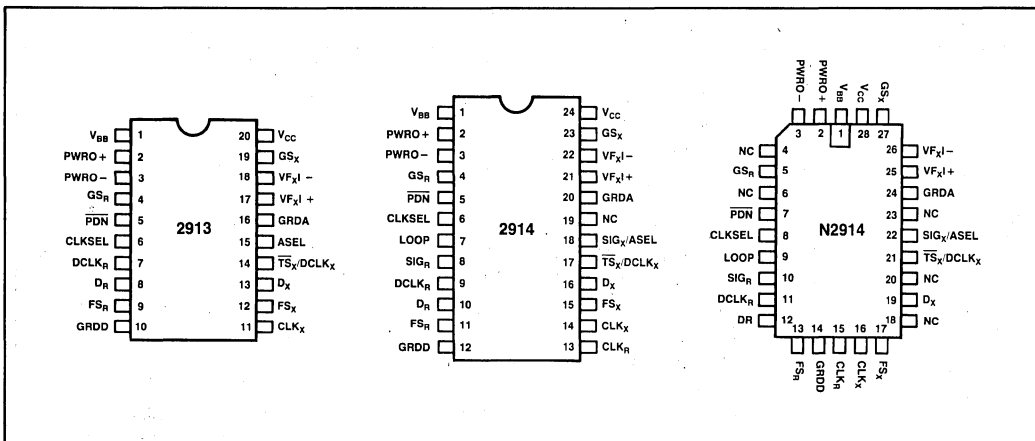 2913
V_BB 1 20 V_CC
PWRO+ 2 19 GS_X
PWRO− 3 18 VF_XI −
GS_R 4 17 VF_XI +
P̅D̅N̅ 5 16 GRDA
CLKSEL 6 15 ASEL
DCLK_R 7 14 T̅S̅_X/DCLK_X
D_R 8 13 D_X
FS_R 9 12 FS_X
GRDD 10 11 CLK_X
2914
V_BB 1 24 V_CC
PWRO+ 2 23 GS_X
PWRO− 3 22 VF_XI−
GS_R 4 21 VF_XI+
P̅D̅N̅ 5 20 GRDA
CLKSEL 6 19 NC
LOOP 7 18 SIG_X/ASEL
SIG_R 8 17 T̅S̅_X/DCLK_X
DCLK_R 9 16 D_X
D_R 10 15 FS_X
FS_R 11 14 CLK_X
GRDD 12 13 CLK_R
N2914
PWRO− PWRO+ V_BB V_CC GS_X
3 2 1 28 27
NC 4 26 VF_XI−
GS_R 5 25 VF_XI+
NC 6 24 GRDA
P̅D̅N̅ 7 23 NC
CLKSEL 8 22 SIG_X/ASEL
LOOP 9 21 T̅S̅_X/DCLK_X
SIG_R 10 20 NC
DCLK_R 11 19 D_X
DR 12 18 NC
13 14 15 16 17
FS_R GRDD CLK_R CLK_X FS_X